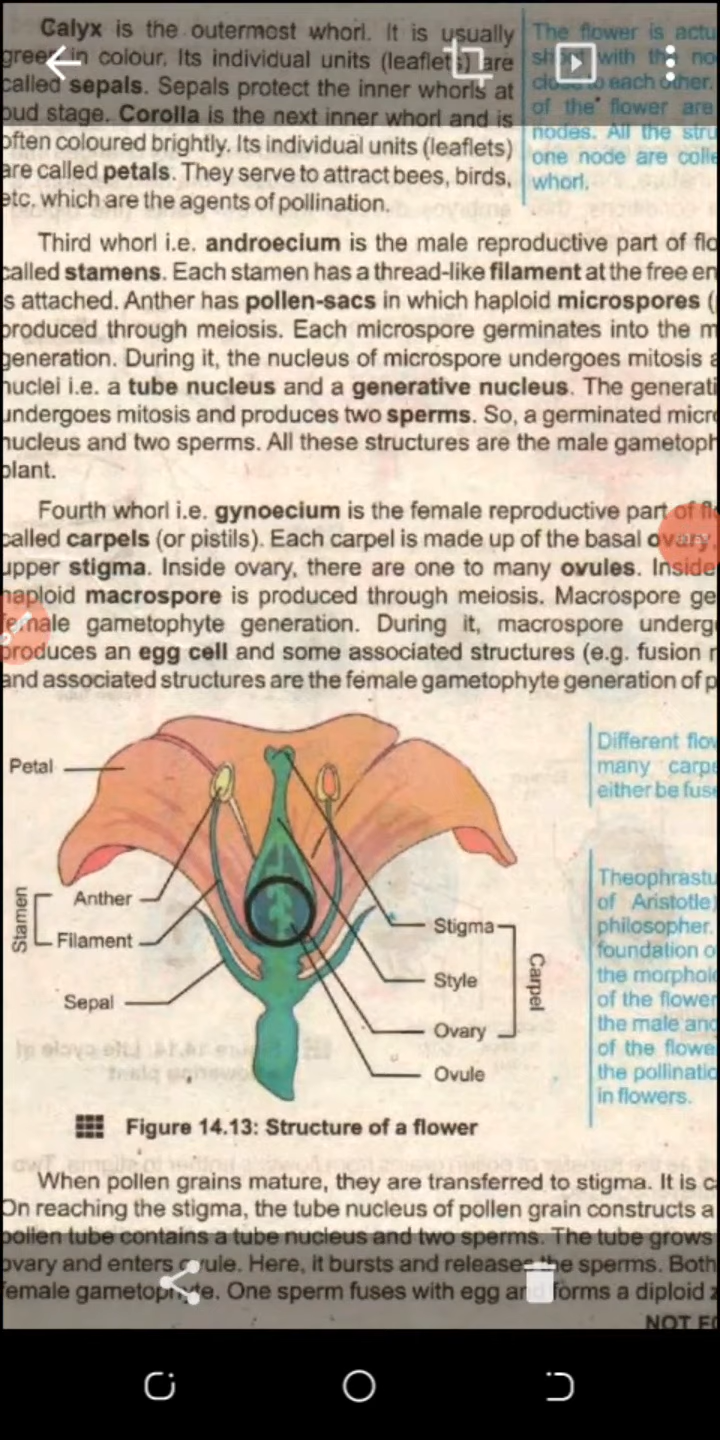 Calyx is the outermost whorl. It is usually
green in colour. Its individual units (leaflets) are
called sepals. Sepals protect the inner whorls at
bud stage. Corolla is the next inner whorl and is
often coloured brightly. Its individual units (leaflets)
are called petals. They serve to attract bees, birds,
etc. which are the agents of pollination.
The flower is actu
shoot with the no
close to each other.
of the flower are
nodes. All the stru
one node are colle
whorl.
Third whorl i.e. androecium is the male reproductive part of flo
called stamens. Each stamen has a thread-like filament at the free en
s attached. Anther has pollen-sacs in which haploid microspores (
produced through meiosis. Each microspore germinates into the m
generation. During it, the nucleus of microspore undergoes mitosis a
nuclei i.e. a tube nucleus and a generative nucleus. The generati
undergoes mitosis and produces two sperms. So, a germinated micro
nucleus and two sperms. All these structures are the male gametoph
plant.
Fourth whorl i.e. gynoecium is the female reproductive part of fl
called carpels (or pistils). Each carpel is made up of the basal ovary,
upper stigma. Inside ovary, there are one to many ovules. Inside
haploid macrospore is produced through meiosis. Macrospore ge
female gametophyte generation. During it, macrospore underg
produces an egg cell and some associated structures (e.g. fusion n
and associated structures are the female gametophyte generation of p
Petal
Stamen
Anther
Filament
Sepal
Stigma
Style
Ovary
Carpel
Ovule
Different flow
many carpe
either be fuse
Theophrastu
of Aristotle)
philosopher.
foundation o
the morpholo
of the flower
the male and
of the flowe
the pollinatio
in flowers.
Figure 14.13: Structure of a flower
When pollen grains mature, they are transferred to stigma. It is c
On reaching the stigma, the tube nucleus of pollen grain constructs a
pollen tube contains a tube nucleus and two sperms. The tube grows
ovary and enters ovule. Here, it bursts and releases the sperms. Both
female gametophyte. One sperm fuses with egg and forms a diploid z
NOT FO